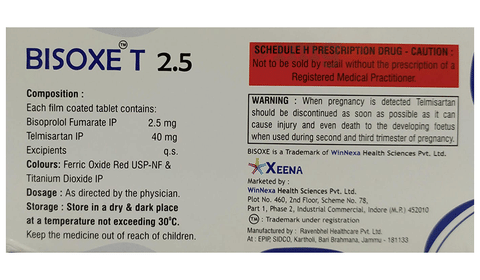 BISOXE™ T 2.5
Composition :
Each film coated tablet contains:
Bisoprolol Fumarate IP 2.5 mg
Telmisartan IP 40 mg
Excipients q.s.
Colours: Ferric Oxide Red USP-NF &
Titanium Dioxide IP
Dosage : As directed by the physician.
Storage : Store in a dry & dark place
at a temperature not exceeding 30°C.
Keep the medicine out of reach of children.
SCHEDULE H PRESCRIPTION DRUG - CAUTION :
Not to be sold by retail without the prescription of a
Registered Medical Practitioner.
WARNING : When pregnancy is detected Telmisartan
should be discontinued as soon as possible as it can
cause injury and even death to the developing foetus
when used during second and third trimester of pregnancy.
BISOXE is a Trademark of WinNexa Health Sciences Pvt. Ltd.
XEENA
Marketed by :
WinNexa Health Sciences Pvt. Ltd.
Plot No. 460, 2nd Floor, Scheme No. 78,
Part 1, Phase 2, Industrial Commercial, Indore (M.P.) 452010
TM : Trademark under registration
Manufactured by : Ravenbhel Healthcare Pvt. Ltd.
At : EPIP, SIDCO, Kartholi, Bari Brahmana, Jammu - 181133